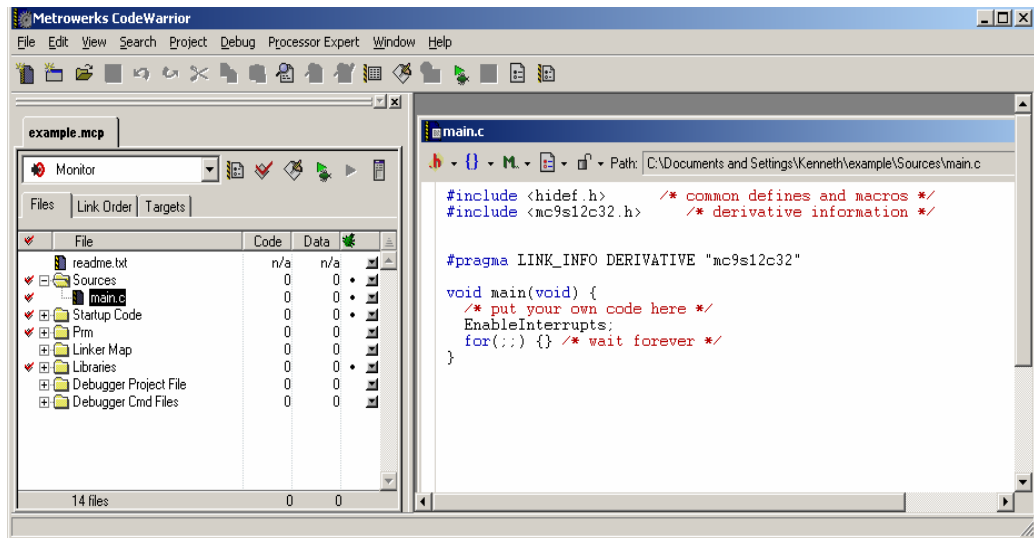 Metrowerks CodeWarrior
File Edit View Search Project Debug Processor Expert Window Help
example.mcp
Monitor
Files Link Order Targets
File Code Data
readme.txt n/a n/a
Sources 0 0
main.c 0 0
Startup Code 0 0
Prm 0 0
Linker Map 0 0
Libraries 0 0
Debugger Project File 0 0
Debugger Cmd Files 0 0
14 files 0 0
main.c
h {} M. Path: C:\Documents and Settings\Kenneth\example\Sources\main.c
#include <hidef.h> /* common defines and macros */
#include <mc9s12c32.h> /* derivative information */
#pragma LINK_INFO DERIVATIVE "mc9s12c32"
void main(void) {
/* put your own code here */
EnableInterrupts;
for(;;) {} /* wait forever */
}